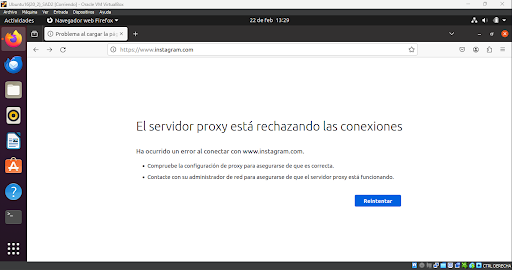 (Corriendo) - Oracle VM VirtualBox
Archivo Máquina Ver Entrada Dispositivos Ayuda
Actividades Navegador web Firefox 22 de feb 13:29
Problema al cargar la pág
https://www.instagram.com
El servidor proxy está rechazando las conexiones
Ha ocurrido un error al conectar con www.instagram.com.
Compruebe la configuración de proxy para asegurarse de que es correcta.
Contacte con su administrador de red para asegurarse de que el servidor proxy está funcionando.
Reintentar
CTRL DERECHA